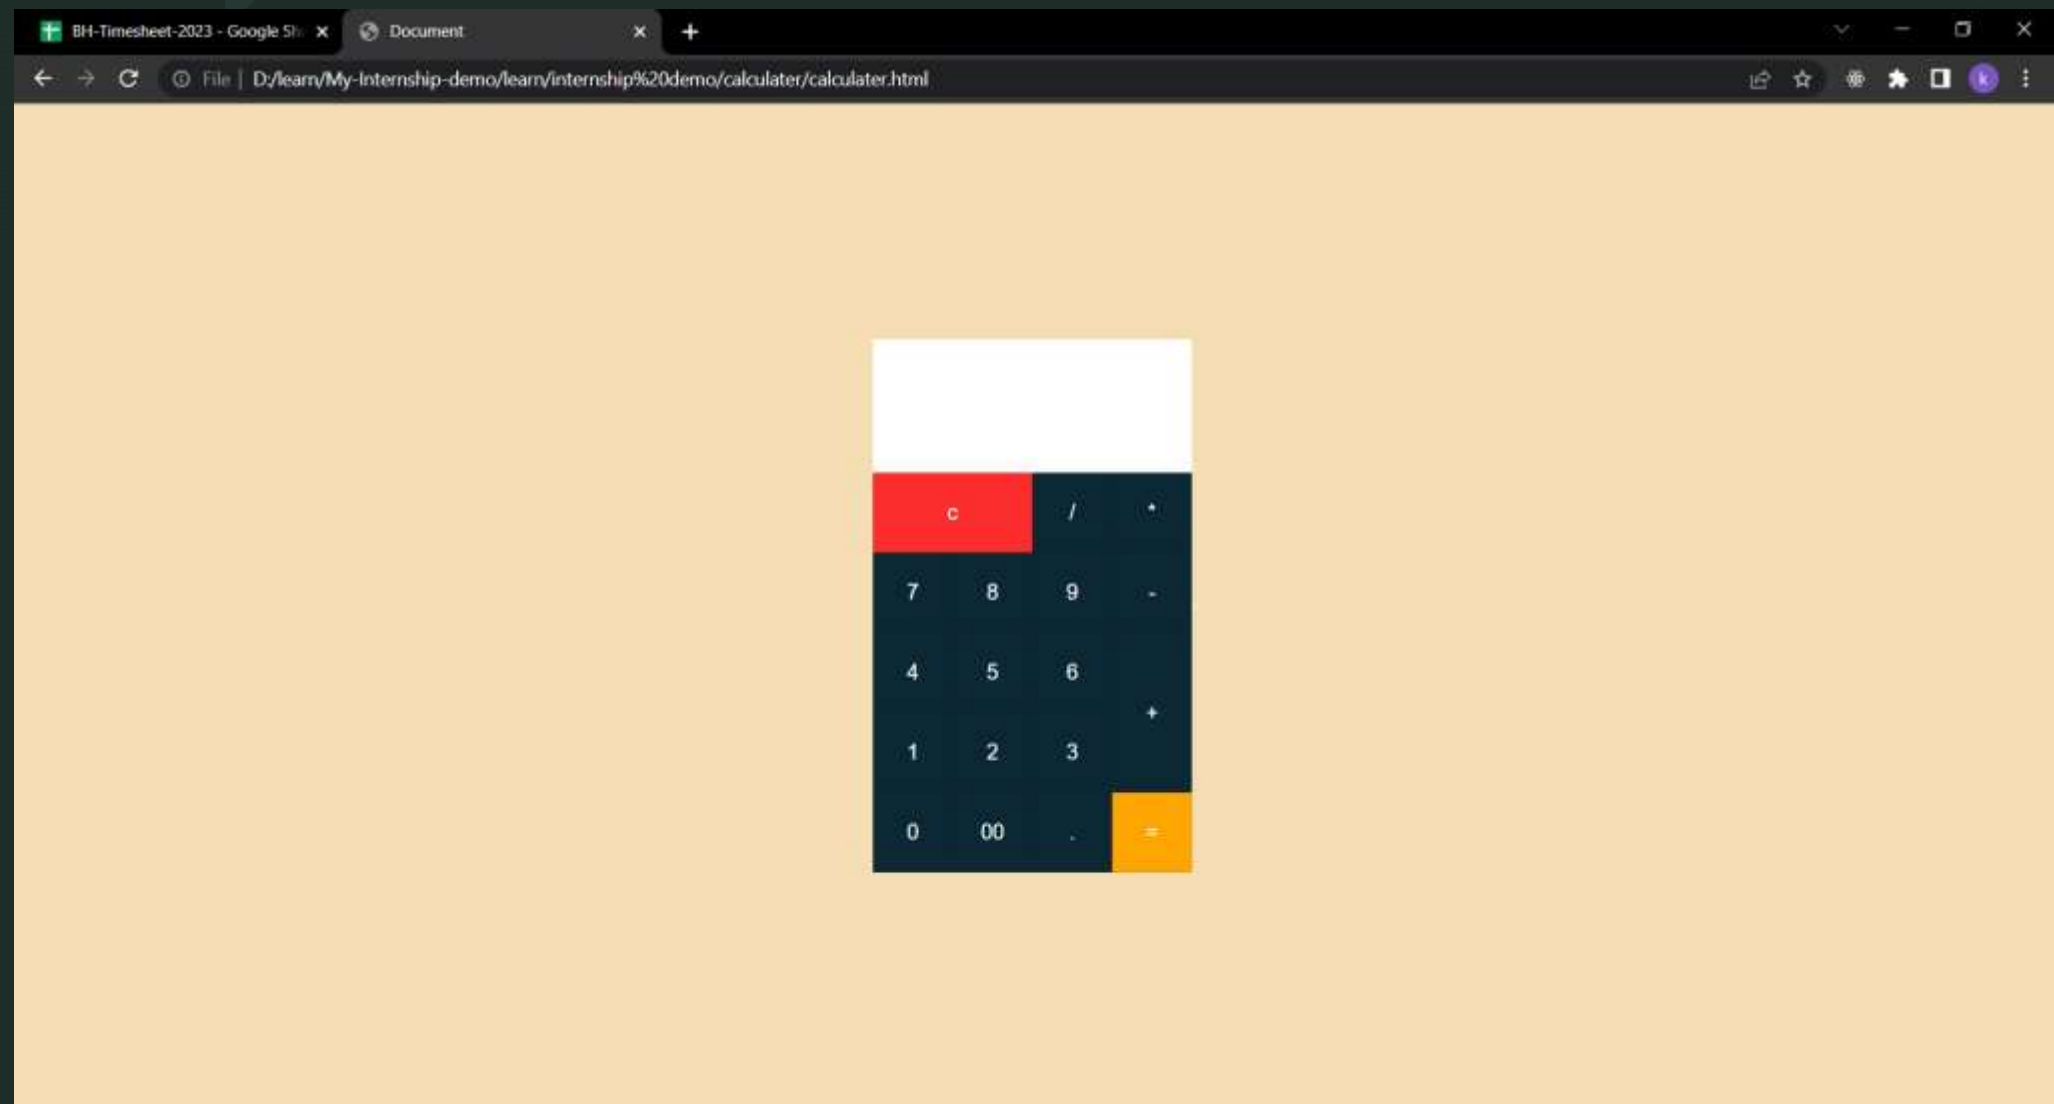 BH-Timesheet-2023 - Google Sh
Document
File | D:/learn/My-Internship-demo/learn/internship%20demo/calculater/calculater.html
k
c / *
7 8 9 -
4 5 6
+
1 2 3
0 00 . =